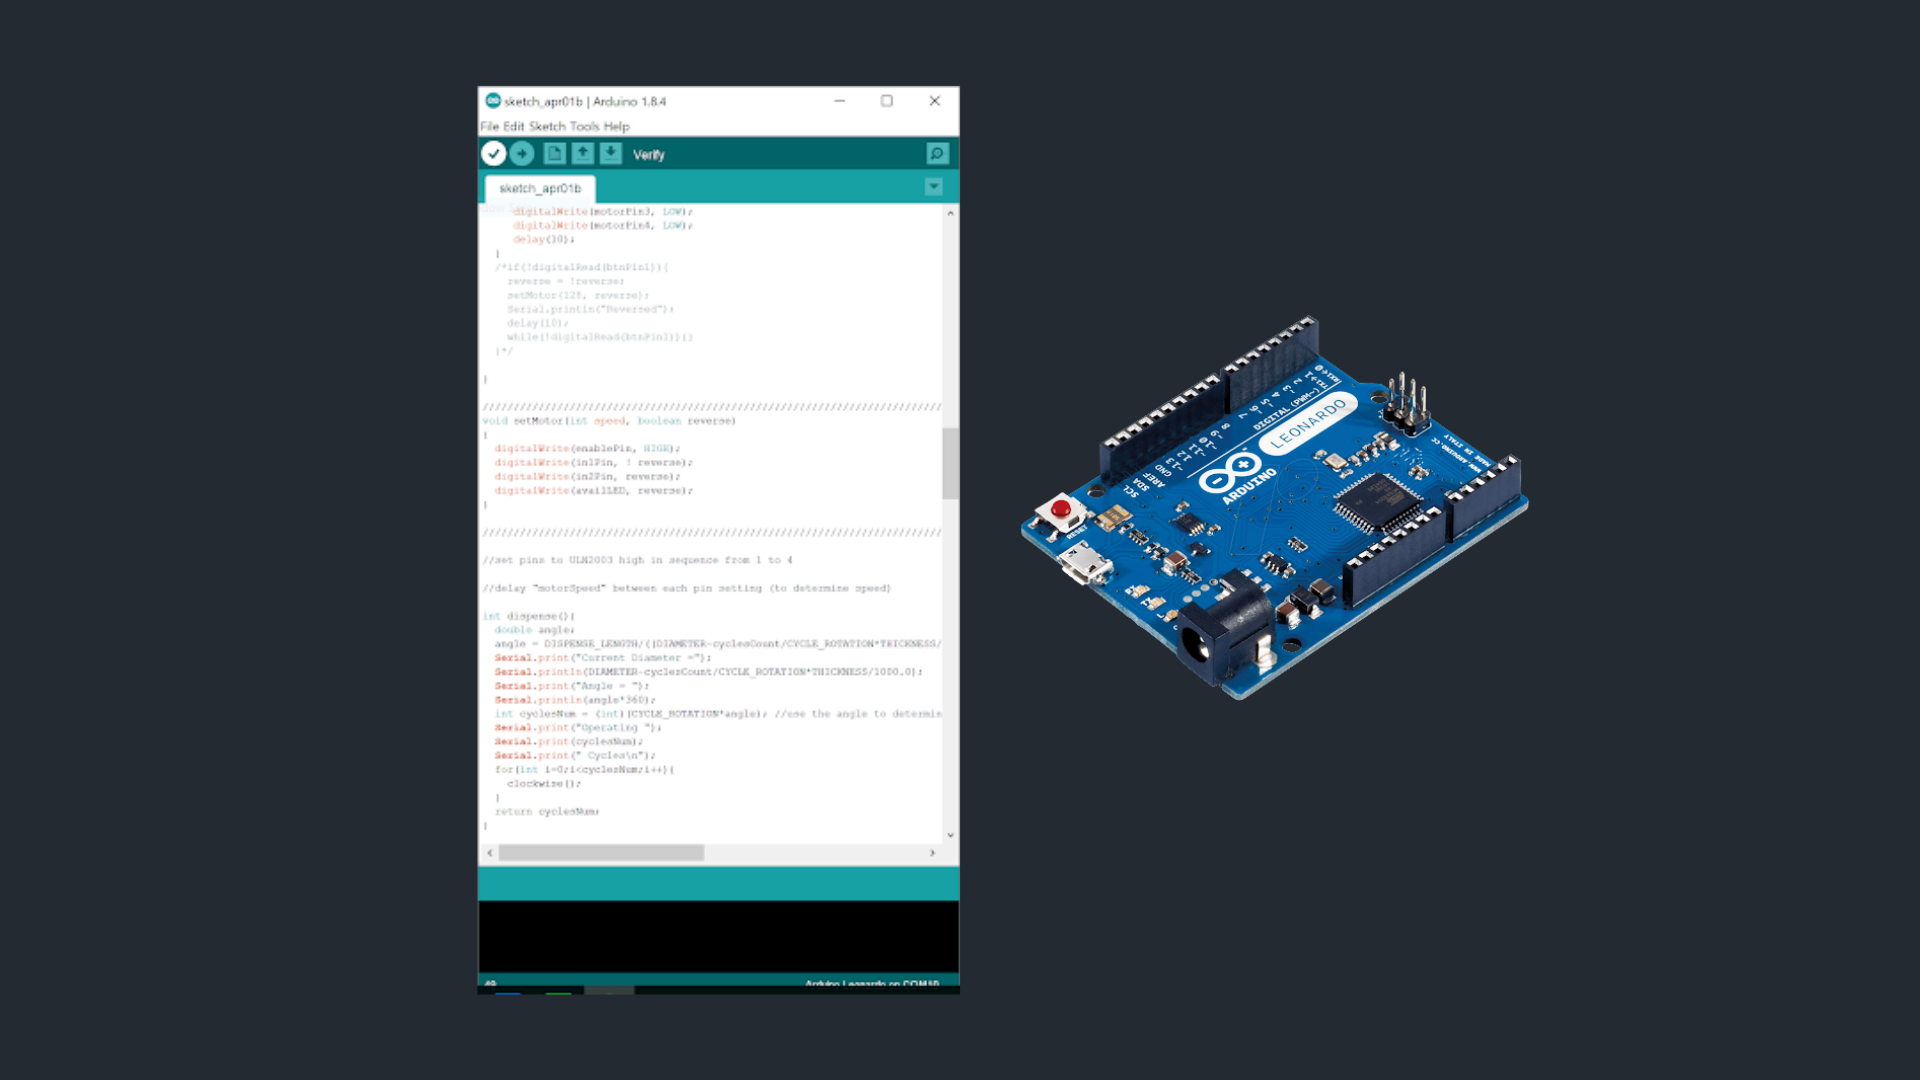 sketch_apr01b | Arduino 1.8.4
File Edit Sketch Tools Help
Verify
sketch_apr01b
digitalWrite(motorPin3, LOW);
digitalWrite(motorPin4, LOW);
delay(10);
}
/*if(!digitalRead(btnPin1)){
reverse = !reverse;
setMotor(128, reverse);
Serial.println("Reversed");
delay(10);
while(!digitalRead(btnPin1)){}
}*/
}
//////////////////////////////////////////////////////////////////////////
void setMotor(int speed, boolean reverse)
{
digitalWrite(enablePin, HIGH);
digitalWrite(in1Pin, ! reverse);
digitalWrite(in2Pin, reverse);
digitalWrite(availLED, reverse);
}
//////////////////////////////////////////////////////////////////////////
//set pins to ULN2003 high in sequence from 1 to 4
//delay "motorSpeed" between each pin setting (to determine speed)
int dispense(){
double angle;
angle = DISPENSE_LENGTH/((DIAMETER-cyclesCount/CYCLE_ROTATION*THICKNESS/
Serial.print("Current Diameter =");
Serial.println(DIAMETER-cyclesCount/CYCLE_ROTATION*THICKNESS/1000.0);
Serial.print("Angle = ");
Serial.println(angle*360);
int cyclesNum = (int)(CYCLE_ROTATION*angle); //use the angle to determin
Serial.print("Operating ");
Serial.print(cyclesNum);
Serial.print(" Cycles\n");
for(int i=0;i<cyclesNum;i++){
clockwise();
}
return cyclesNum;
}
49
Arduino Leonardo on COM10
TX→1
RX←0
7 ~6 ~5 4 ~3 2
DIGITAL (PWM~)
LEONARDO
SCL
SDA
AREF
GND
~13
12
~11
~10
~9
8
ARDUINO
WWW.ARDUINO.CC
MADE IN ITALY
RESET
RX
TX